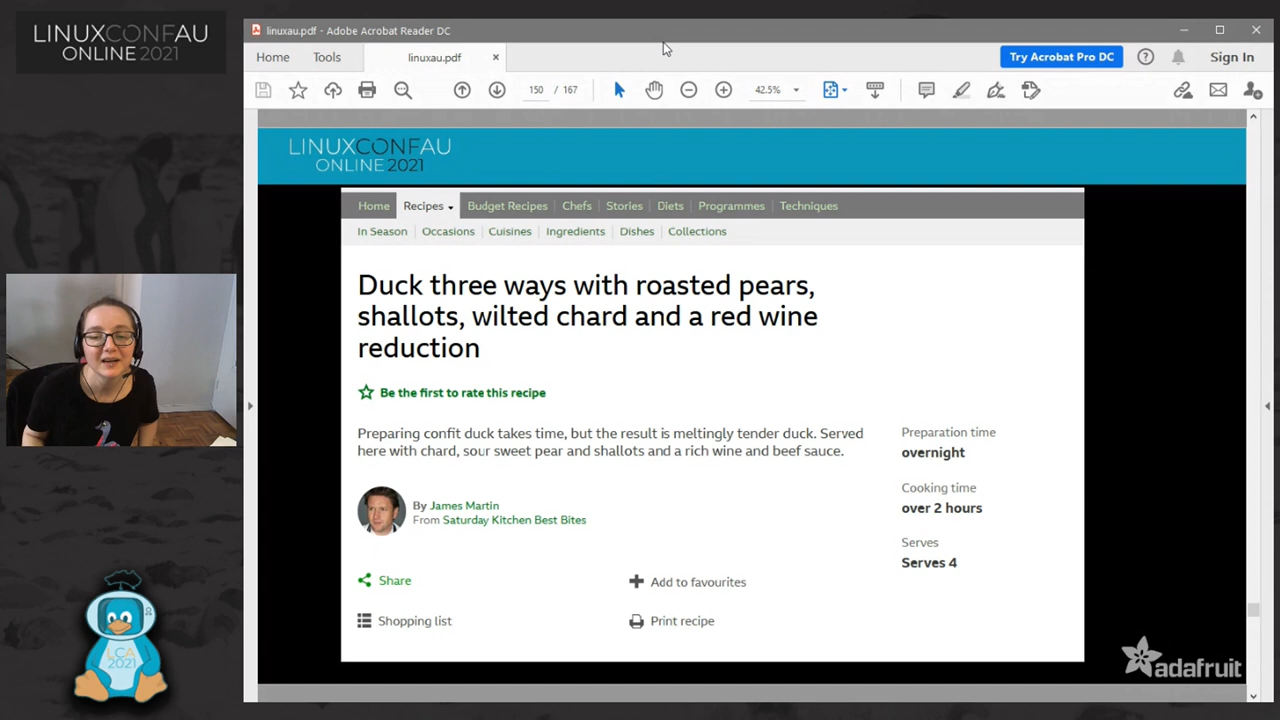 LINUXCONFAU
ONLINE 2021
linuxau.pdf - Adobe Acrobat Reader DC
Home Tools linuxau.pdf × Try Acrobat Pro DC Sign In
150 / 167 42.5%
LINUXCONFAU
ONLINE 2021
Home Recipes Budget Recipes Chefs Stories Diets Programmes Techniques
In Season Occasions Cuisines Ingredients Dishes Collections
Duck three ways with roasted pears,
shallots, wilted chard and a red wine
reduction
Be the first to rate this recipe
Preparing confit duck takes time, but the result is meltingly tender duck. Served
here with chard, sour sweet pear and shallots and a rich wine and beef sauce.
Preparation time
overnight
Cooking time
over 2 hours
Serves
Serves 4
By James Martin
From Saturday Kitchen Best Bites
Share Add to favourites
Shopping list Print recipe
LCA
2021
adafruit